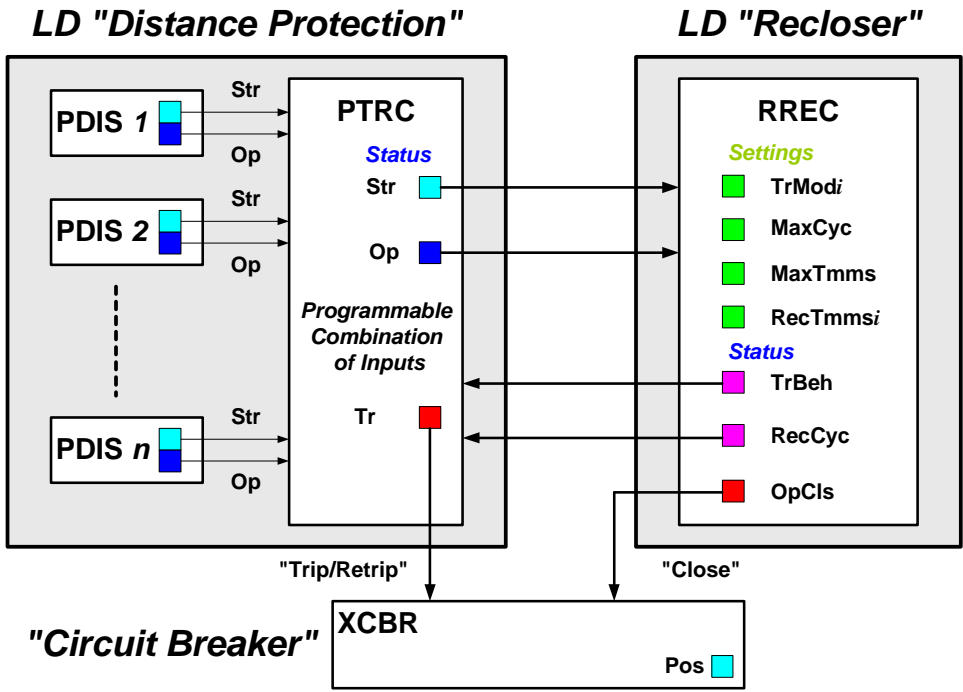 LD "Distance Protection"
LD "Recloser"
PDIS 1
Str
Op
PDIS 2
Str
Op
PDIS n
Str
Op
PTRC
Status
Str
Op
Programmable
Combination
of Inputs
Tr
RREC
Settings
TrModi
MaxCyc
MaxTmms
RecTmmsi
Status
TrBeh
RecCyc
OpCls
"Trip/Retrip"
"Close"
"Circuit Breaker"
XCBR
Pos